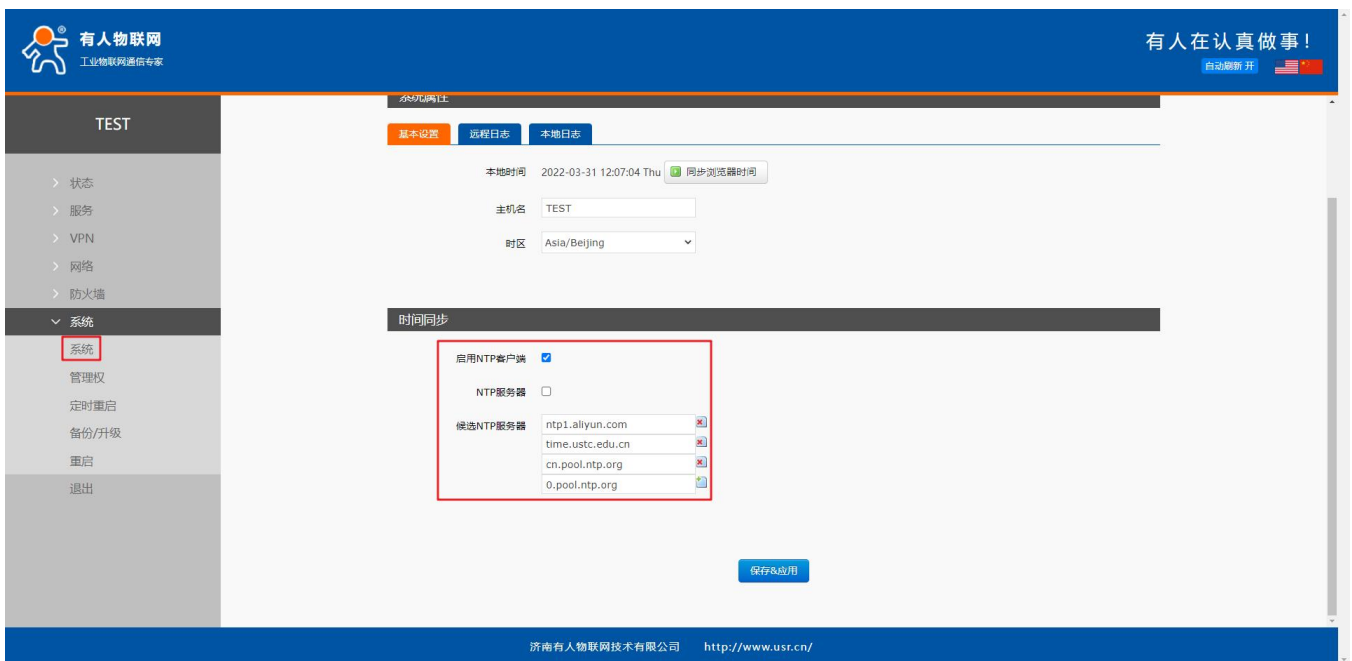 有人物联网
工业物联网通信专家
有人在认真做事！
自动刷新 开
TEST
状态
服务
VPN
网络
防火墙
系统
系统
管理权
定时重启
备份/升级
重启
退出
系统属性
基本设置 远程日志 本地日志
本地时间 2022-03-31 12:07:04 Thu 同步浏览器时间
主机名 TEST
时区 Asia/Beijing
时间同步
启用NTP客户端
NTP服务器
候选NTP服务器 ntp1.aliyun.com
time.ustc.edu.cn
cn.pool.ntp.org
0.pool.ntp.org
保存&应用
济南有人物联网技术有限公司 http://www.usr.cn/